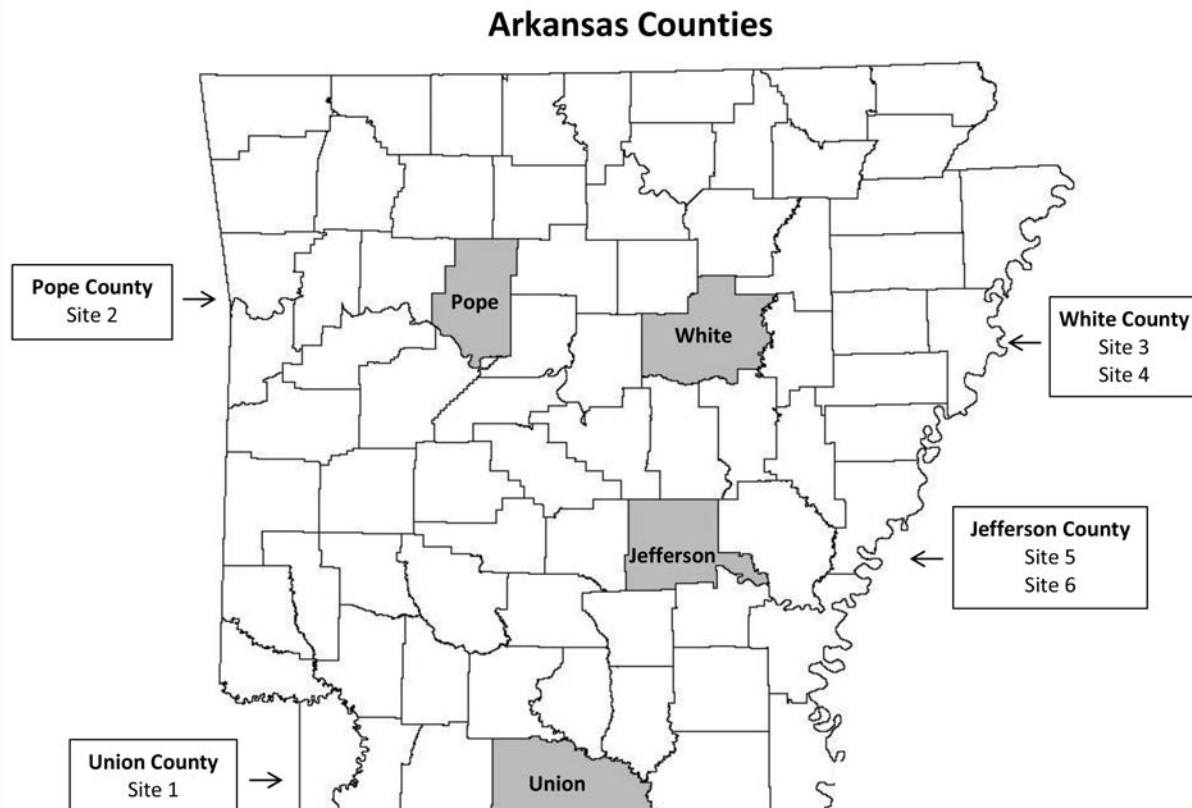 Arkansas Counties
Pope County
Site 2
Pope
White
White County
Site 3
Site 4
Jefferson
Jefferson County
Site 5
Site 6
Union County
Site 1
Union